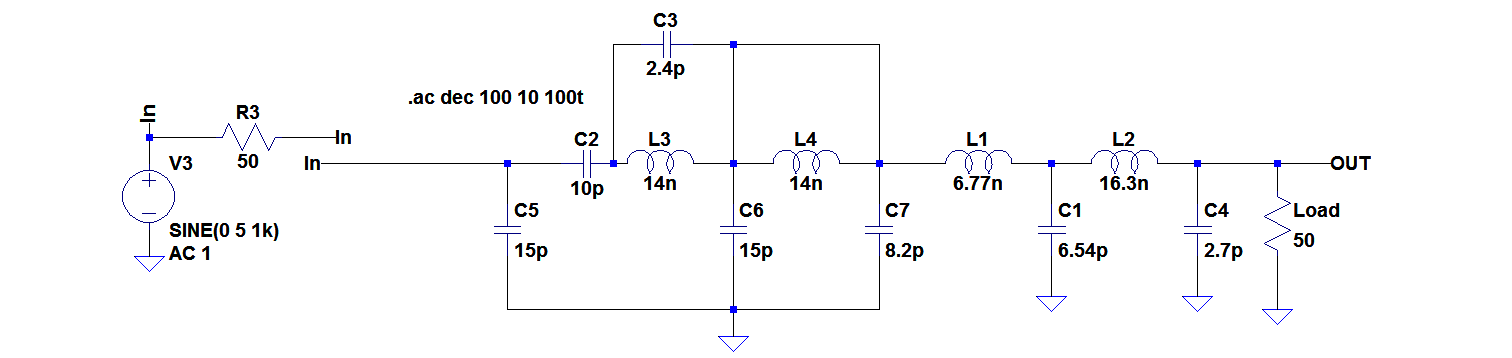 C3
2.4p
.ac dec 100 10 100t
In
R3
50
In
V3
SINE(0 5 1k)
AC 1
In
C2
10p
L3
14n
L4
14n
L1
6.77n
L2
16.3n
OUT
C5
15p
C6
15p
C7
8.2p
C1
6.54p
C4
2.7p
Load
50